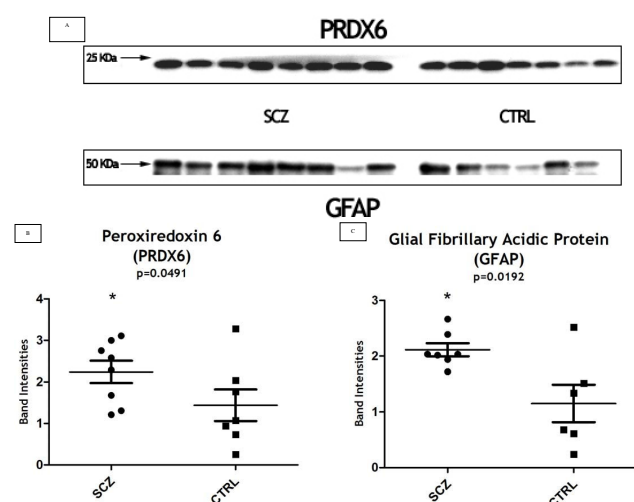 A
PRDX6
25 KDa
SCZ CTRL
50 KDa
GFAP
B
Peroxiredoxin 6
(PRDX6)
p=0.0491
*
Band Intensities
4
3
2
1
0
SCZ CTRL
C
Glial Fibrillary Acidic Protein
(GFAP)
p=0.0192
*
Band Intensities
3
2
1
0
SCZ CTRL